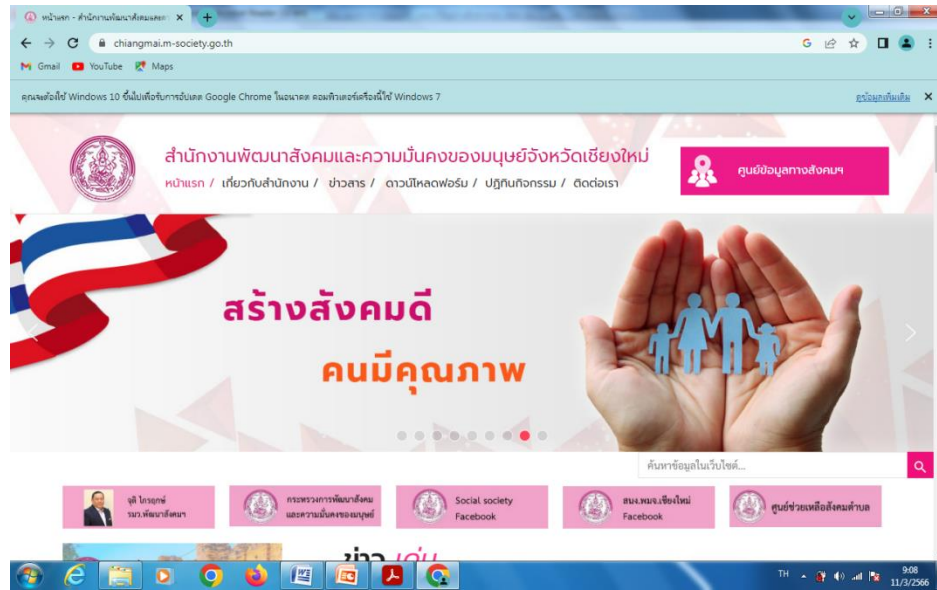 หน้าแรก - สำนักงานพัฒนาสังคมและคว
chiangmai.m-society.go.th
Gmail YouTube Maps
คุณจะต้องใช้ Windows 10 ขึ้นไปเพื่อรับการอัปเดต Google Chrome ในอนาคต คอมพิวเตอร์เครื่องนี้ใช้ Windows 7 ดูข้อมูลเพิ่มเติม
สำนักงานพัฒนาสังคมและความมั่นคงของมนุษย์จังหวัดเชียงใหม่
หน้าแรก / เกี่ยวกับสำนักงาน / ข่าวสาร / ดาวน์โหลดฟอร์ม / ปฏิทินกิจกรรม / ติดต่อเรา
ศูนย์ข้อมูลทางสังคมฯ
สร้างสังคมดี
คนมีคุณภาพ
ค้นหาข้อมูลในเว็บไซต์...
จุติ ไกรฤกษ์
รมว.พัฒนาสังคมฯ
กระทรวงการพัฒนาสังคม
และความมั่นคงของมนุษย์
Social society
Facebook
สนง.พมจ.เชียงใหม่
Facebook
ศูนย์ช่วยเหลือสังคมตำบล
ข่าว เด่น
TH
9:08
11/3/2566